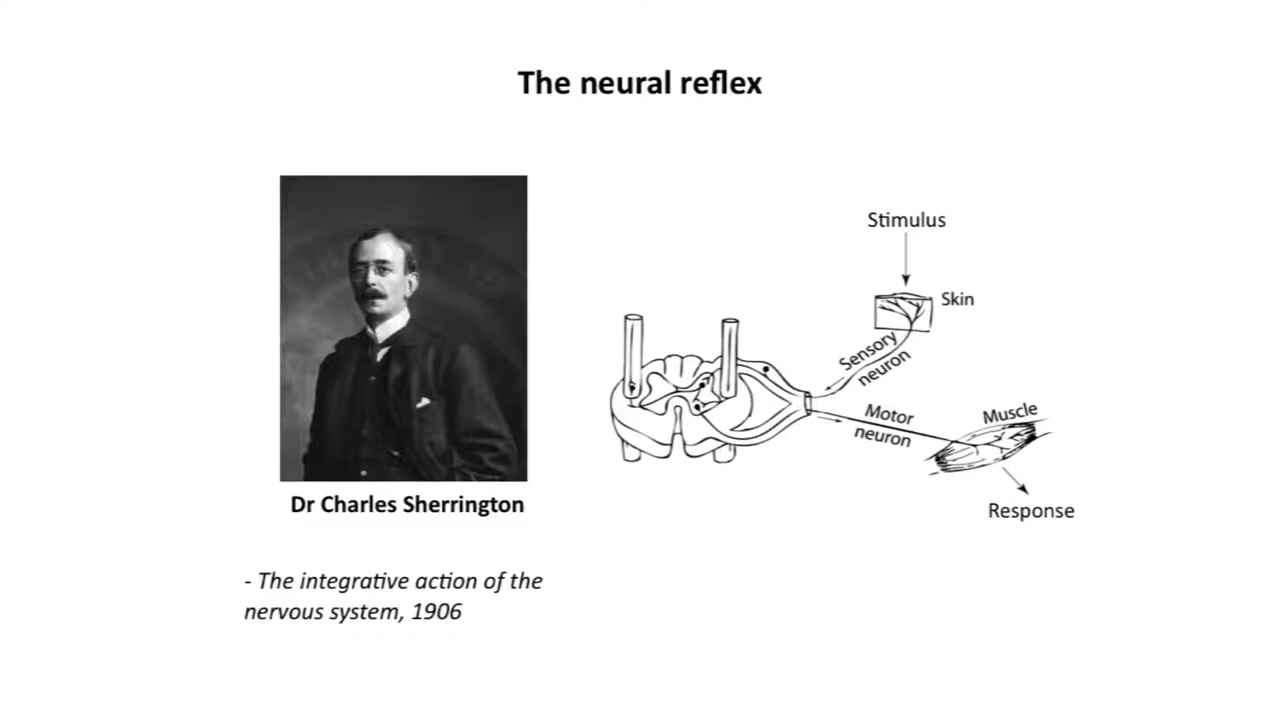 The neural reflex
Dr Charles Sherrington
- The integrative action of the
nervous system, 1906
Stimulus
Skin
Sensory
neuron
Motor
neuron
Muscle
Response